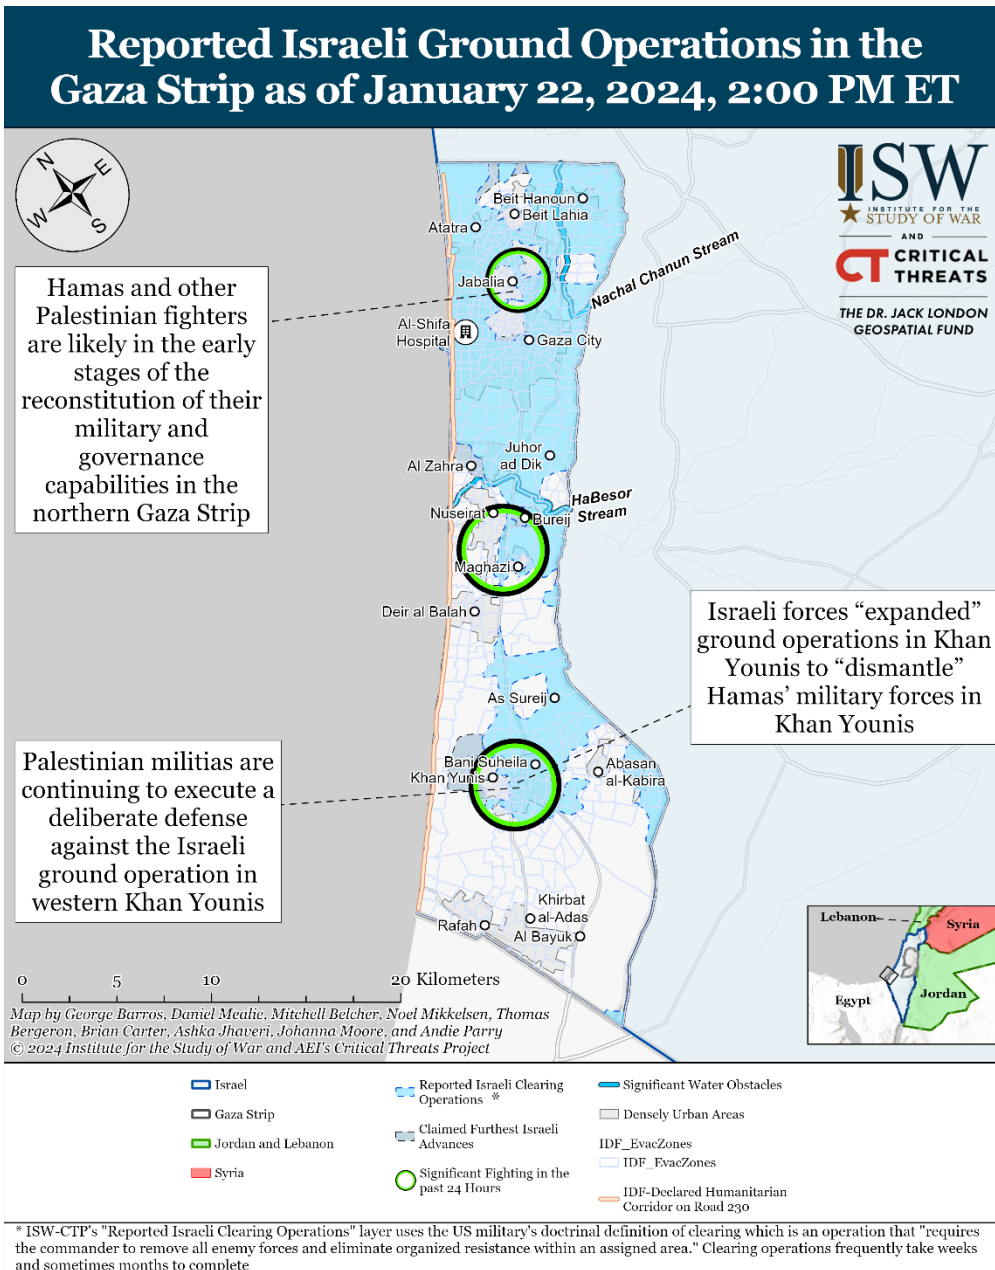 Reported Israeli Ground Operations in the
Gaza Strip as of January 22, 2024, 2:00 PM ET
N
E
W
S
ISW
INSTITUTE FOR THE
STUDY OF WAR
AND
CT CRITICAL
THREATS
THE DR. JACK LONDON
GEOSPATIAL FUND
Beit Hanoun
Beit Lahia
Atatra
Nachal Chanun Stream
Jabalia
Hamas and other
Palestinian fighters
are likely in the early
stages of the
reconstitution of their
military and
governance
capabilities in the
northern Gaza Strip
Al-Shifa
Hospital
Gaza City
Juhor
ad Dik
Al Zahra
HaBesor
Stream
Nuseirat
Bureij
Maghazi
Deir al Balah
Israeli forces “expanded”
ground operations in Khan
Younis to “dismantle”
Hamas’ military forces in
Khan Younis
As Sureij
Bani Suheila
Khan Yunis
Abasan
al-Kabira
Palestinian militias are
continuing to execute a
deliberate defense
against the Israeli
ground operation in
western Khan Younis
Khirbat
al-Adas
Rafah
Al Bayuk
Lebanon
Syria
Egypt
Jordan
0 5 10 20 Kilometers
Map by George Barros, Daniel Mealie, Mitchell Belcher, Noel Mikkelsen, Thomas
Bergeron, Brian Carter, Ashka Jhaveri, Johanna Moore, and Andie Parry
© 2024 Institute for the Study of War and AEI's Critical Threats Project
Israel
Gaza Strip
Jordan and Lebanon
Syria
Reported Israeli Clearing
Operations *
Claimed Furthest Israeli
Advances
Significant Fighting in the
past 24 Hours
Significant Water Obstacles
Densely Urban Areas
IDF_EvacZones
IDF_EvacZones
IDF-Declared Humanitarian
Corridor on Road 230
* ISW-CTP's "Reported Israeli Clearing Operations" layer uses the US military's doctrinal definition of clearing which is an operation that "requires
the commander to remove all enemy forces and eliminate organized resistance within an assigned area." Clearing operations frequently take weeks
and sometimes months to complete